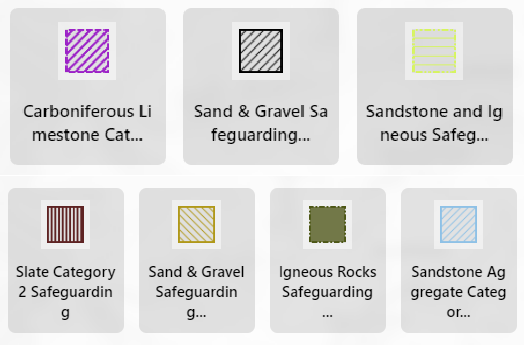 Carboniferous Li
mestone Cat...
Sand & Gravel Sa
feguarding...
Sandstone and Ig
neous Safeg...
Slate Category
2 Safeguardin
g
Sand & Gravel
Safeguardin
g...
Igneous Rocks
Safeguarding
...
Sandstone Ag
gregate Categ
or...